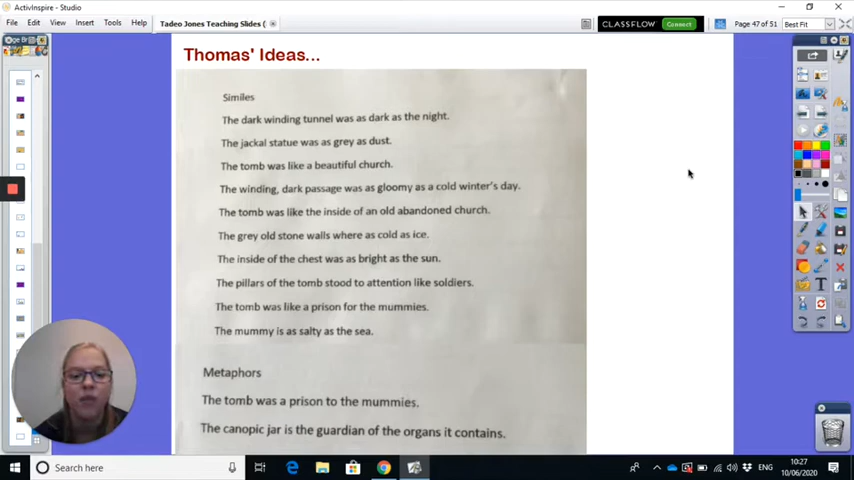 ActivInspire - Studio
File Edit View Insert Tools Help Tadeo Jones Teaching Slides ( CLASSFLOW Connect Page 47 of 51 Best Fit
Thomas' Ideas...
Similes
The dark winding tunnel was as dark as the night.
The jackal statue was as grey as dust.
The tomb was like a beautiful church.
The winding, dark passage was as gloomy as a cold winter's day.
The tomb was like the inside of an old abandoned church.
The grey old stone walls where as cold as ice.
The inside of the chest was as bright as the sun.
The pillars of the tomb stood to attention like soldiers.
The tomb was like a prison for the mummies.
The mummy is as salty as the sea.
Metaphors
The tomb was a prison to the mummies.
The canopic jar is the guardian of the organs it contains.
Search here
ENG
10:27
10/06/2020